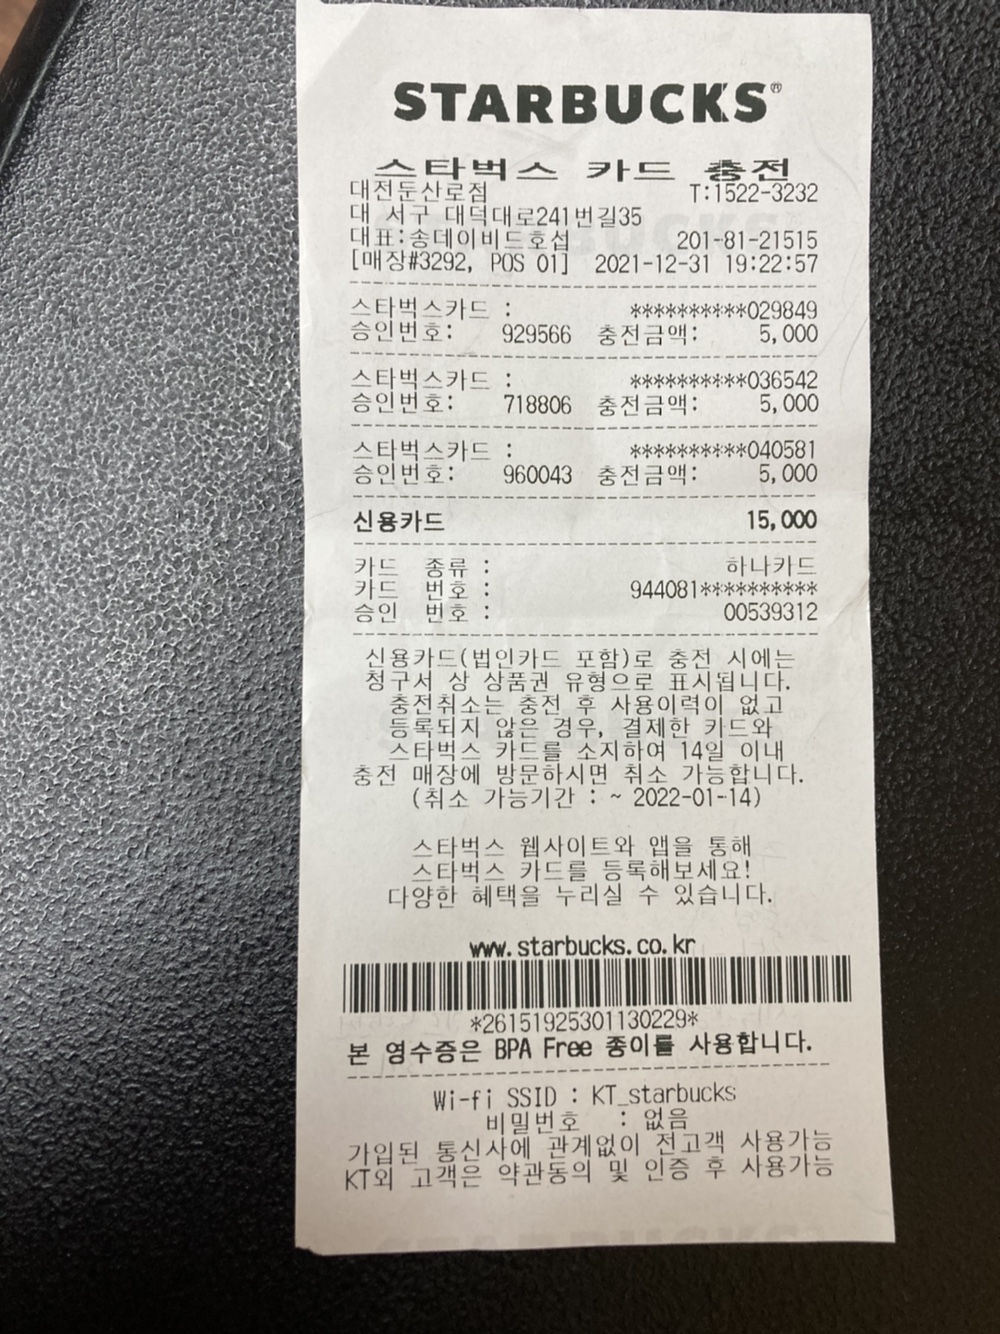 STARBUCKS®
스타벅스 카드 충전
대전둔산로점 T:1522-3232
대 서구 대덕대로241번길35
대표:송데이비드호섭 201-81-21515
[매장#3292, POS 01] 2021-12-31 19:22:57
스타벅스카드 : **********029849
승인번호: 929566 충전금액: 5,000
스타벅스카드 : **********036542
승인번호: 718806 충전금액: 5,000
스타벅스카드 : **********040581
승인번호: 960043 충전금액: 5,000
신용카드 15,000
카드 종류 : 하나카드
카드 번호 : 944081**********
승인 번호 : 00539312
신용카드(법인카드 포함)로 충전 시에는
청구서 상 상품권 유형으로 표시됩니다.
충전취소는 충전 후 사용이력이 없고
등록되지 않은 경우, 결제한 카드와
스타벅스 카드를 소지하여 14일 이내
충전 매장에 방문하시면 취소 가능합니다.
(취소 가능기간 : ~ 2022-01-14)
스타벅스 웹사이트와 앱을 통해
스타벅스 카드를 등록해보세요!
다양한 혜택을 누리실 수 있습니다.
www.starbucks.co.kr
*26151925301130229*
본 영수증은 BPA Free 종이를 사용합니다.
Wi-fi SSID : KT_starbucks
비밀번호 : 없음
가입된 통신사에 관계없이 전고객 사용가능
KT외 고객은 약관동의 및 인증 후 사용가능